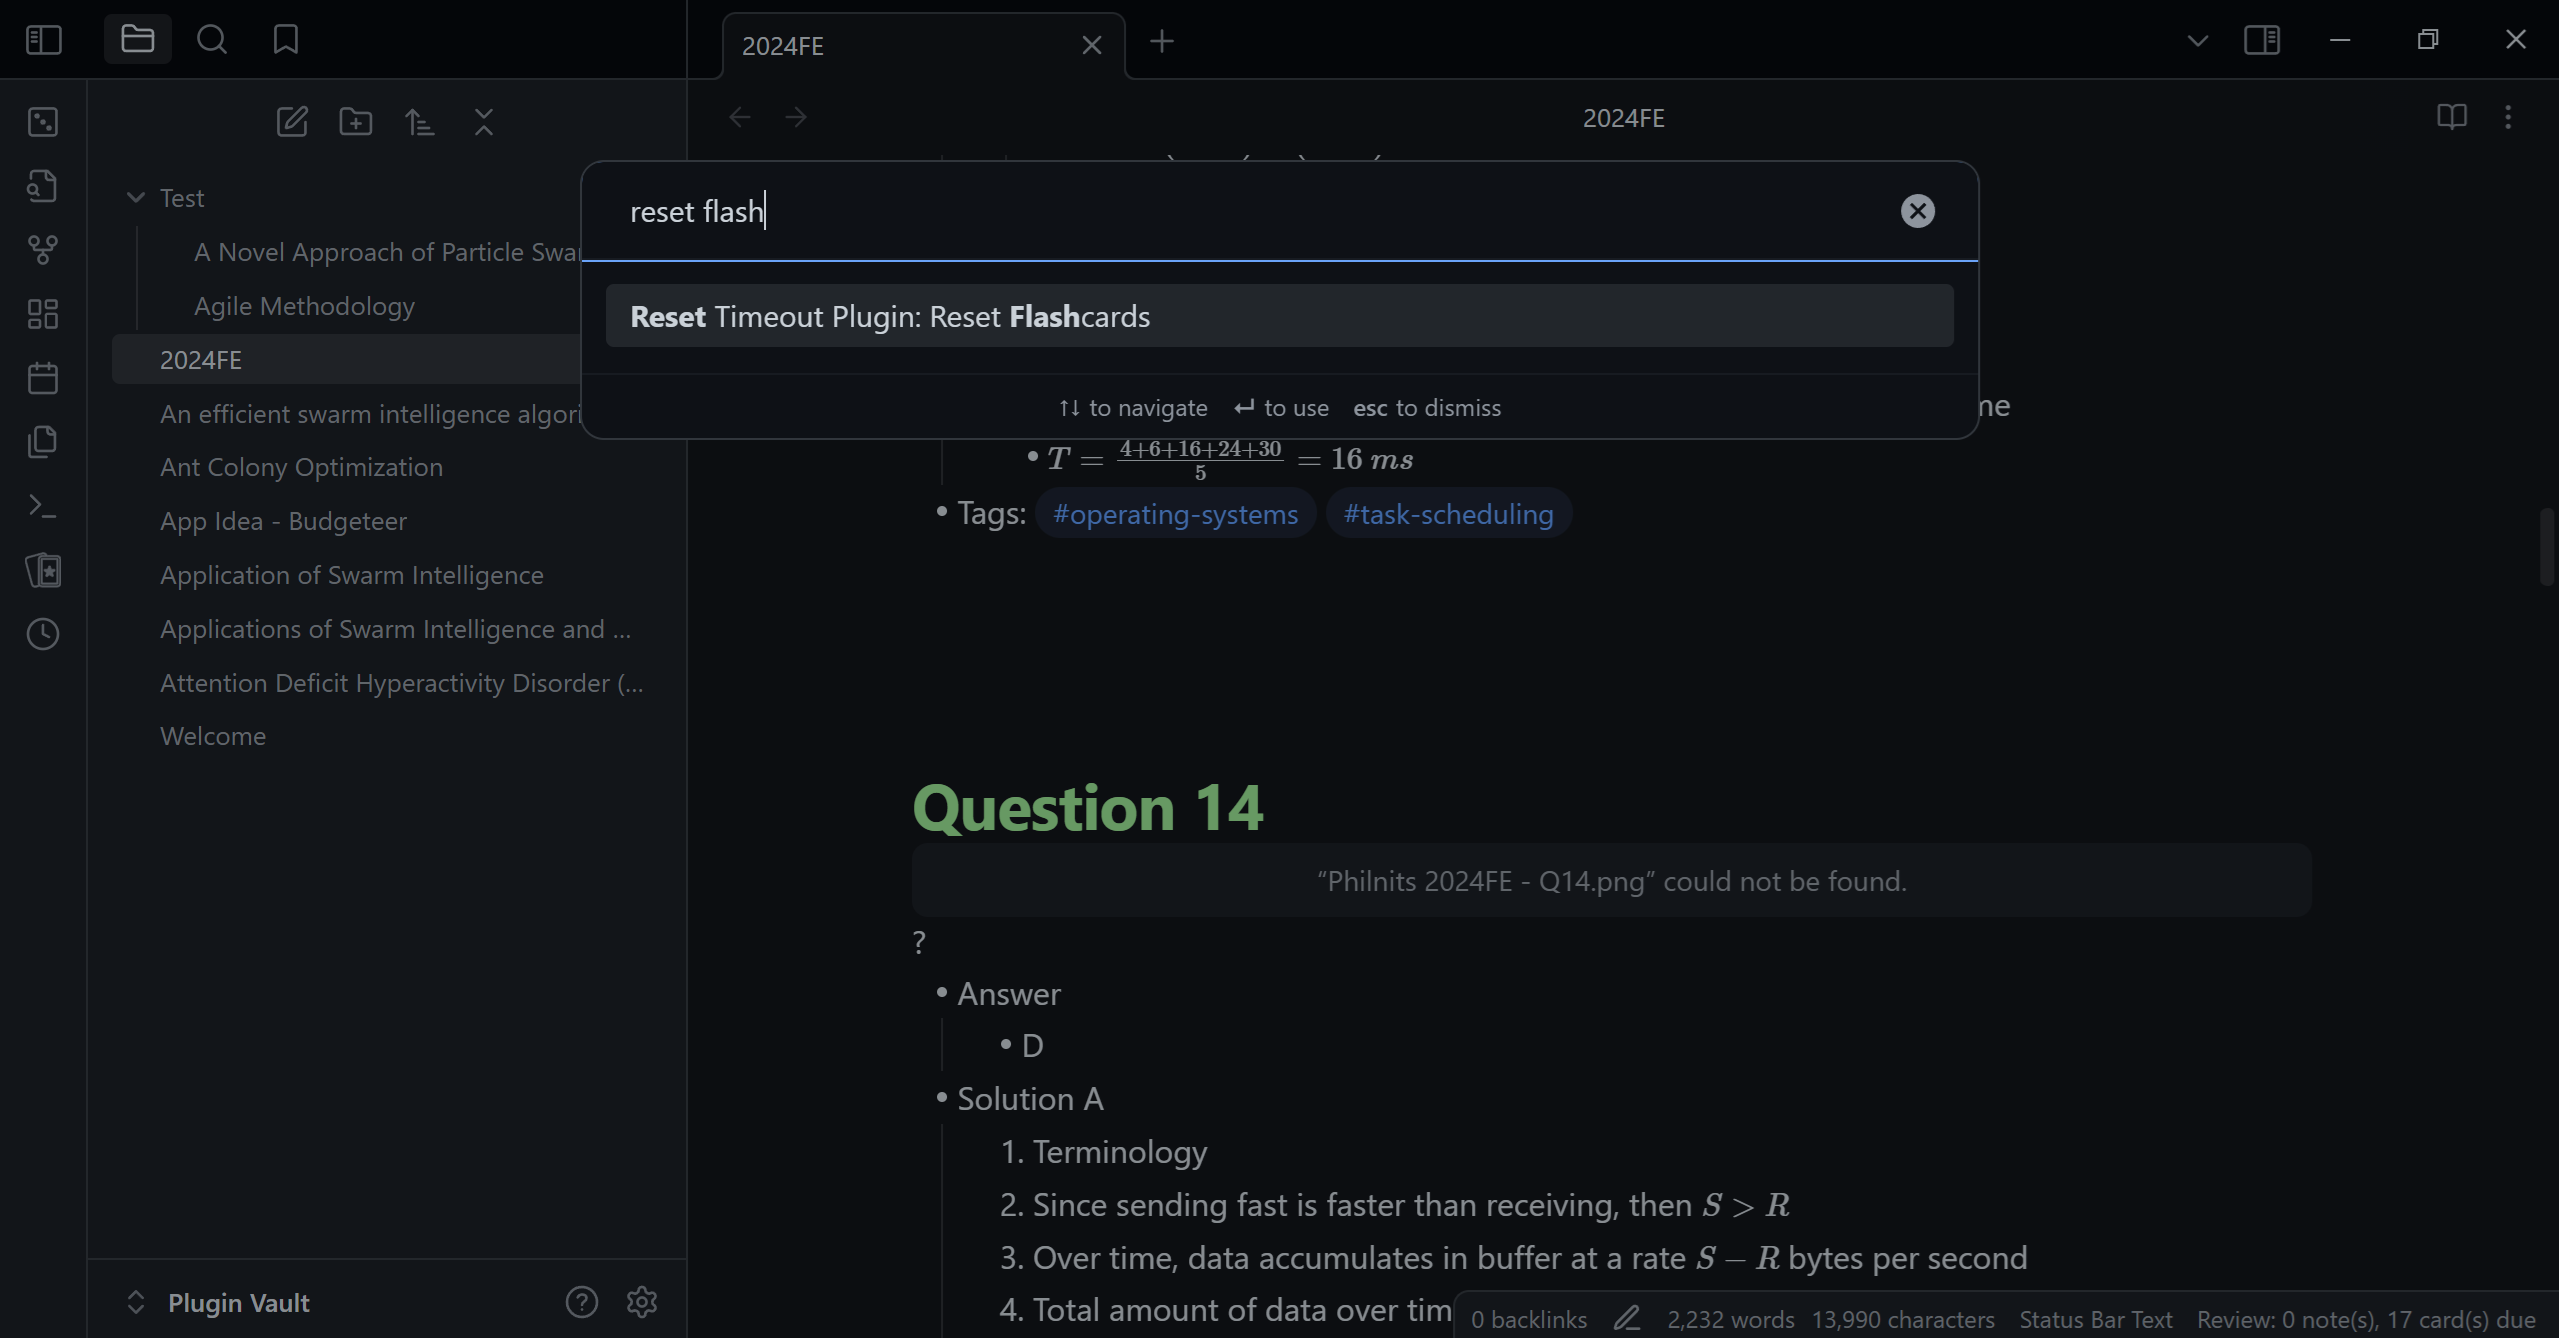 2024FE
2024FE
Test
A Novel Approach of Particle Swar
Agile Methodology
2024FE
An efficient swarm intelligence algori
Ant Colony Optimization
App Idea - Budgeteer
Application of Swarm Intelligence
Applications of Swarm Intelligence and ...
Attention Deficit Hyperactivity Disorder (...
Welcome
Plugin Vault
reset flash
Reset Timeout Plugin: Reset Flashcards
↑↓ to navigate ↵ to use esc to dismiss
me
• T = \frac{4+6+16+24+30}{5} = 16 ms
• Tags: #operating-systems #task-scheduling
Question 14
“Philnits 2024FE - Q14.png” could not be found.
?
• Answer
• D
• Solution A
1. Terminology
2. Since sending fast is faster than receiving, then S > R
3. Over time, data accumulates in buffer at a rate S − R bytes per second
4. Total amount of data over tim
0 backlinks 2,232 words 13,990 characters Status Bar Text Review: 0 note(s), 17 card(s) due